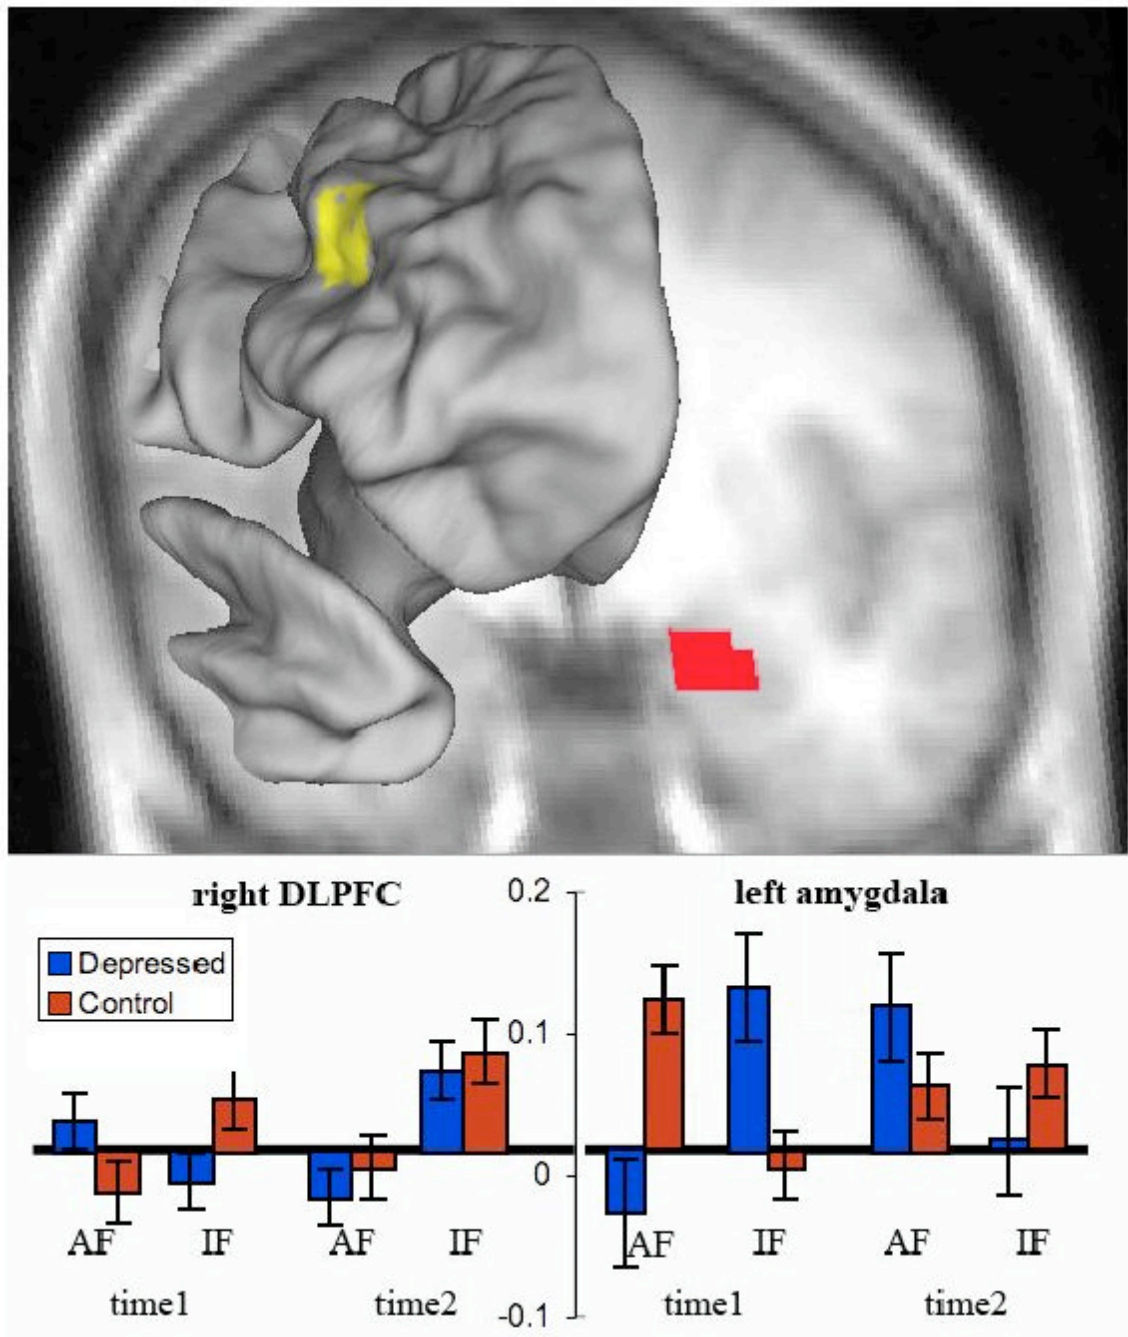 right DLPFC
0.2
left amygdala
Depressed
Control
0.1
0
AF
IF
AF
IF
AF
IF
AF
IF
time1
time2
-0.1
time1
time2